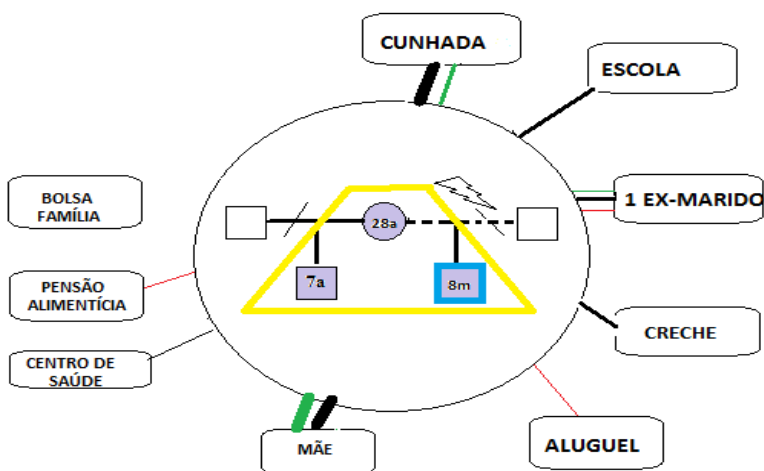 CUNHADA
ESCOLA
1 EX-MARIDO
BOLSA
FAMÍLIA
28a
7a
8m
PENSÃO
ALIMENTÍCIA
CRECHE
CENTRO DE
SAÚDE
MÃE
ALUGUEL